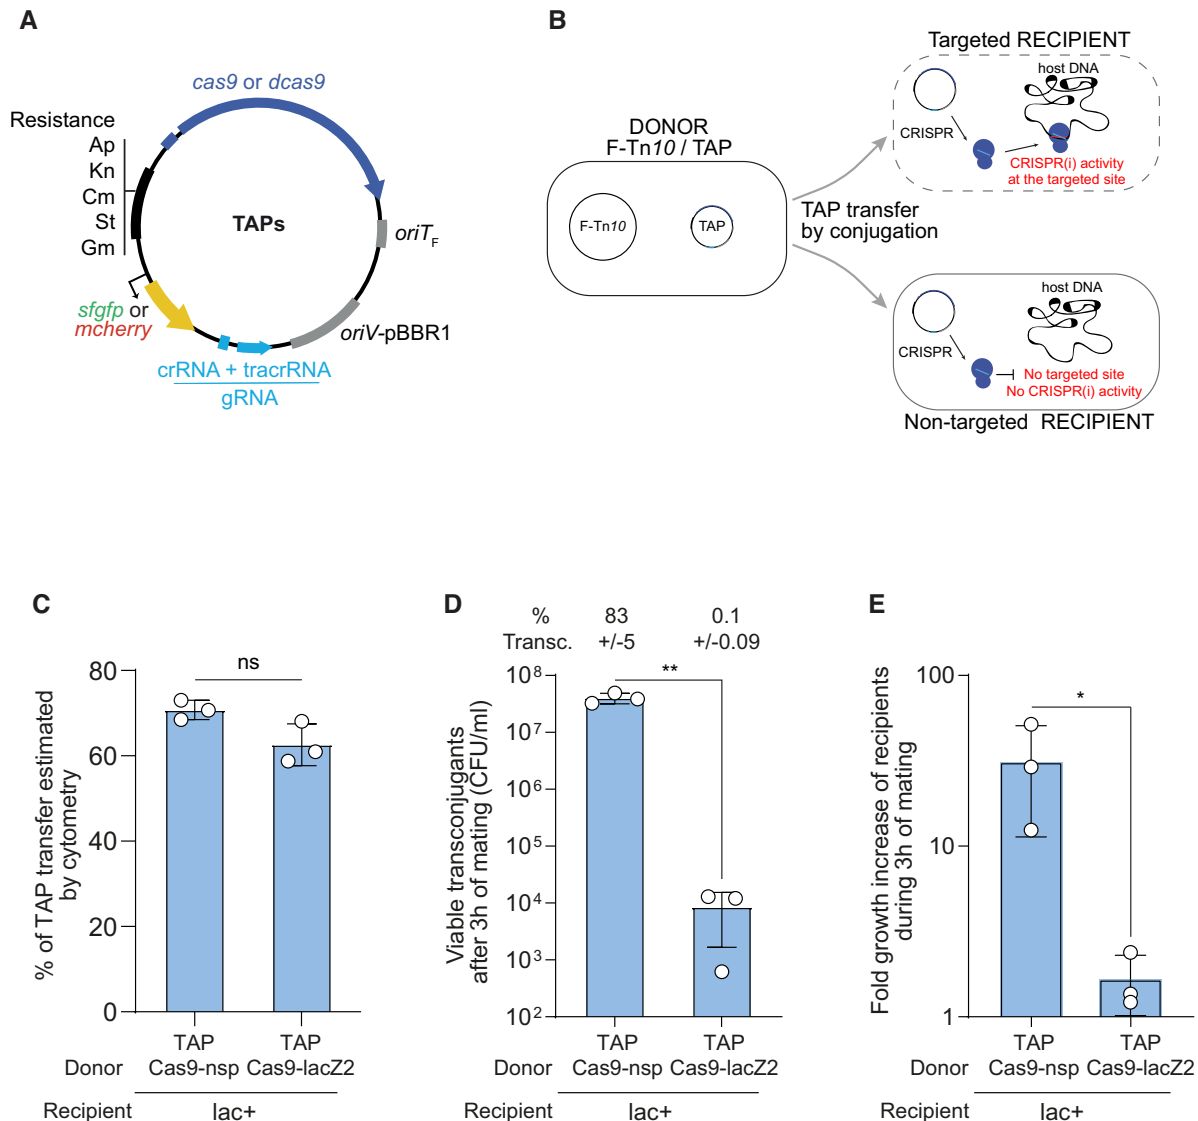 A
cas9 or dcas9
Resistance
Ap
Kn
Cm
St
Gm
TAPs
oriTF
sfgfp or
mcherry
oriV-pBBR1
crRNA + tracrRNA
gRNA
B
DONOR
F-Tn10 / TAP
F-Tn10
TAP
TAP transfer
by conjugation
Targeted RECIPIENT
host DNA
CRISPR
CRISPR(i) activity
at the targeted site
host DNA
CRISPR
No targeted site
No CRISPR(i) activity
Non-targeted RECIPIENT
C
% of TAP transfer estimated
by cytometry
80
60
40
20
0
ns
TAP TAP
Donor Cas9-nsp Cas9-lacZ2
Recipient lac+
D
% 83 0.1
Transc. +/-5 +/-0.09
Viable transconjugants
after 3h of mating (CFU/ml)
10⁸
10⁷
10⁶
10⁵
10⁴
10³
10²
**
TAP TAP
Donor Cas9-nsp Cas9-lacZ2
Recipient lac+
E
Fold growth increase of recipients
during 3h of mating
100
10
1
*
TAP TAP
Donor Cas9-nsp Cas9-lacZ2
Recipient lac+